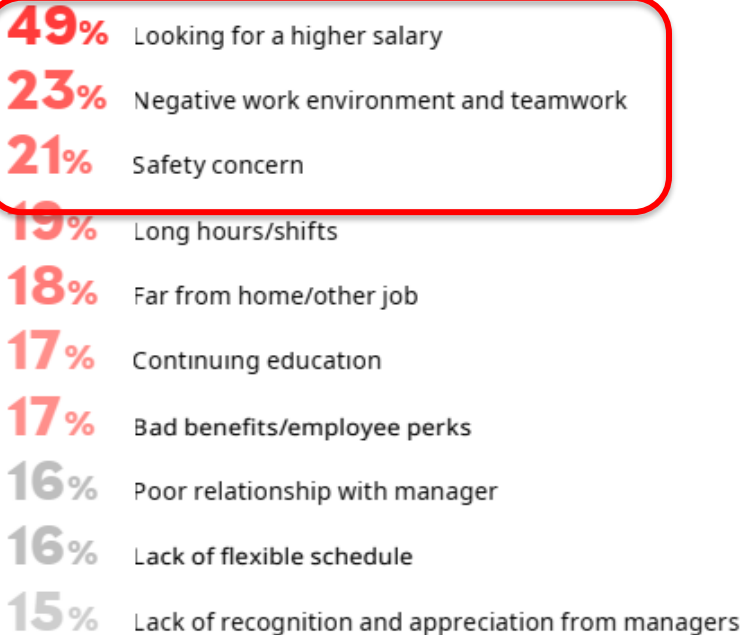 49% Looking for a higher salary
23% Negative work environment and teamwork
21% Safety concern
19% Long hours/shifts
18% Far from home/other job
17% Continuing education
17% Bad benefits/employee perks
16% Poor relationship with manager
16% Lack of flexible schedule
15% Lack of recognition and appreciation from managers